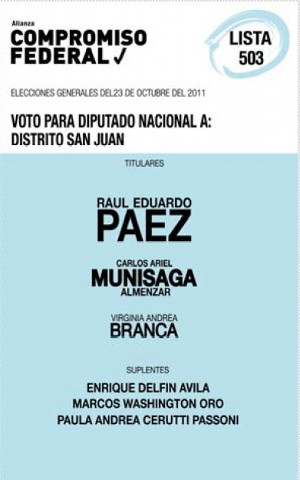 Alianza
COMPROMISO
FEDERAL
LISTA
503
ELECCIONES GENERALES DEL23 DE OCTUBRE DEL 2011
VOTO PARA DIPUTADO NACIONAL A:
DISTRITO SAN JUAN
TITULARES
RAUL EDUARDO
PAEZ
CARLOS ARIEL
MUNISAGA
ALMENZAR
VIRGINIA ANDREA
BRANCA
SUPLENTES
ENRIQUE DELFIN AVILA
MARCOS WASHINGTON ORO
PAULA ANDREA CERUTTI PASSONI